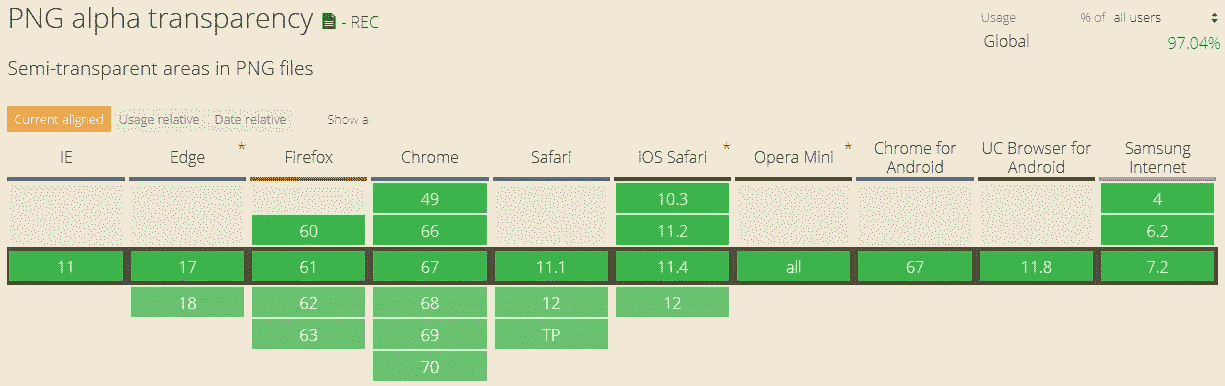 PNG alpha transparency - REC
Usage % of all users
Global 97.04%
Semi-transparent areas in PNG files
Current aligned Usage relative Date relative Show a
IE Edge * Firefox Chrome Safari iOS Safari * Opera Mini * Chrome for Android UC Browser for Android Samsung Internet
49 10.3 4
60 66 11.2 6.2
11 17 61 67 11.1 11.4 all 67 11.8 7.2
18 62 68 12 12
63 69 TP
70